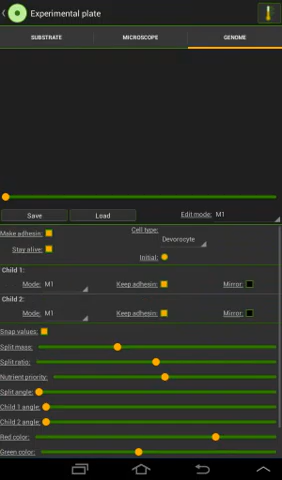 Experimental plate
SUBSTRATE MICROSCOPE GENOME
Save Load Edit mode: M1
Make adhesin: Cell type:
Devorocyte
Stay alive: Initial:
Child 1:
Mode: M1 Keep adhesin: Mirror:
Child 2:
Mode: M1 Keep adhesin: Mirror:
Snap values:
Split mass:
Split ratio:
Nutrient priority:
Split angle:
Child 1 angle:
Child 2 angle:
Red color:
Green color: